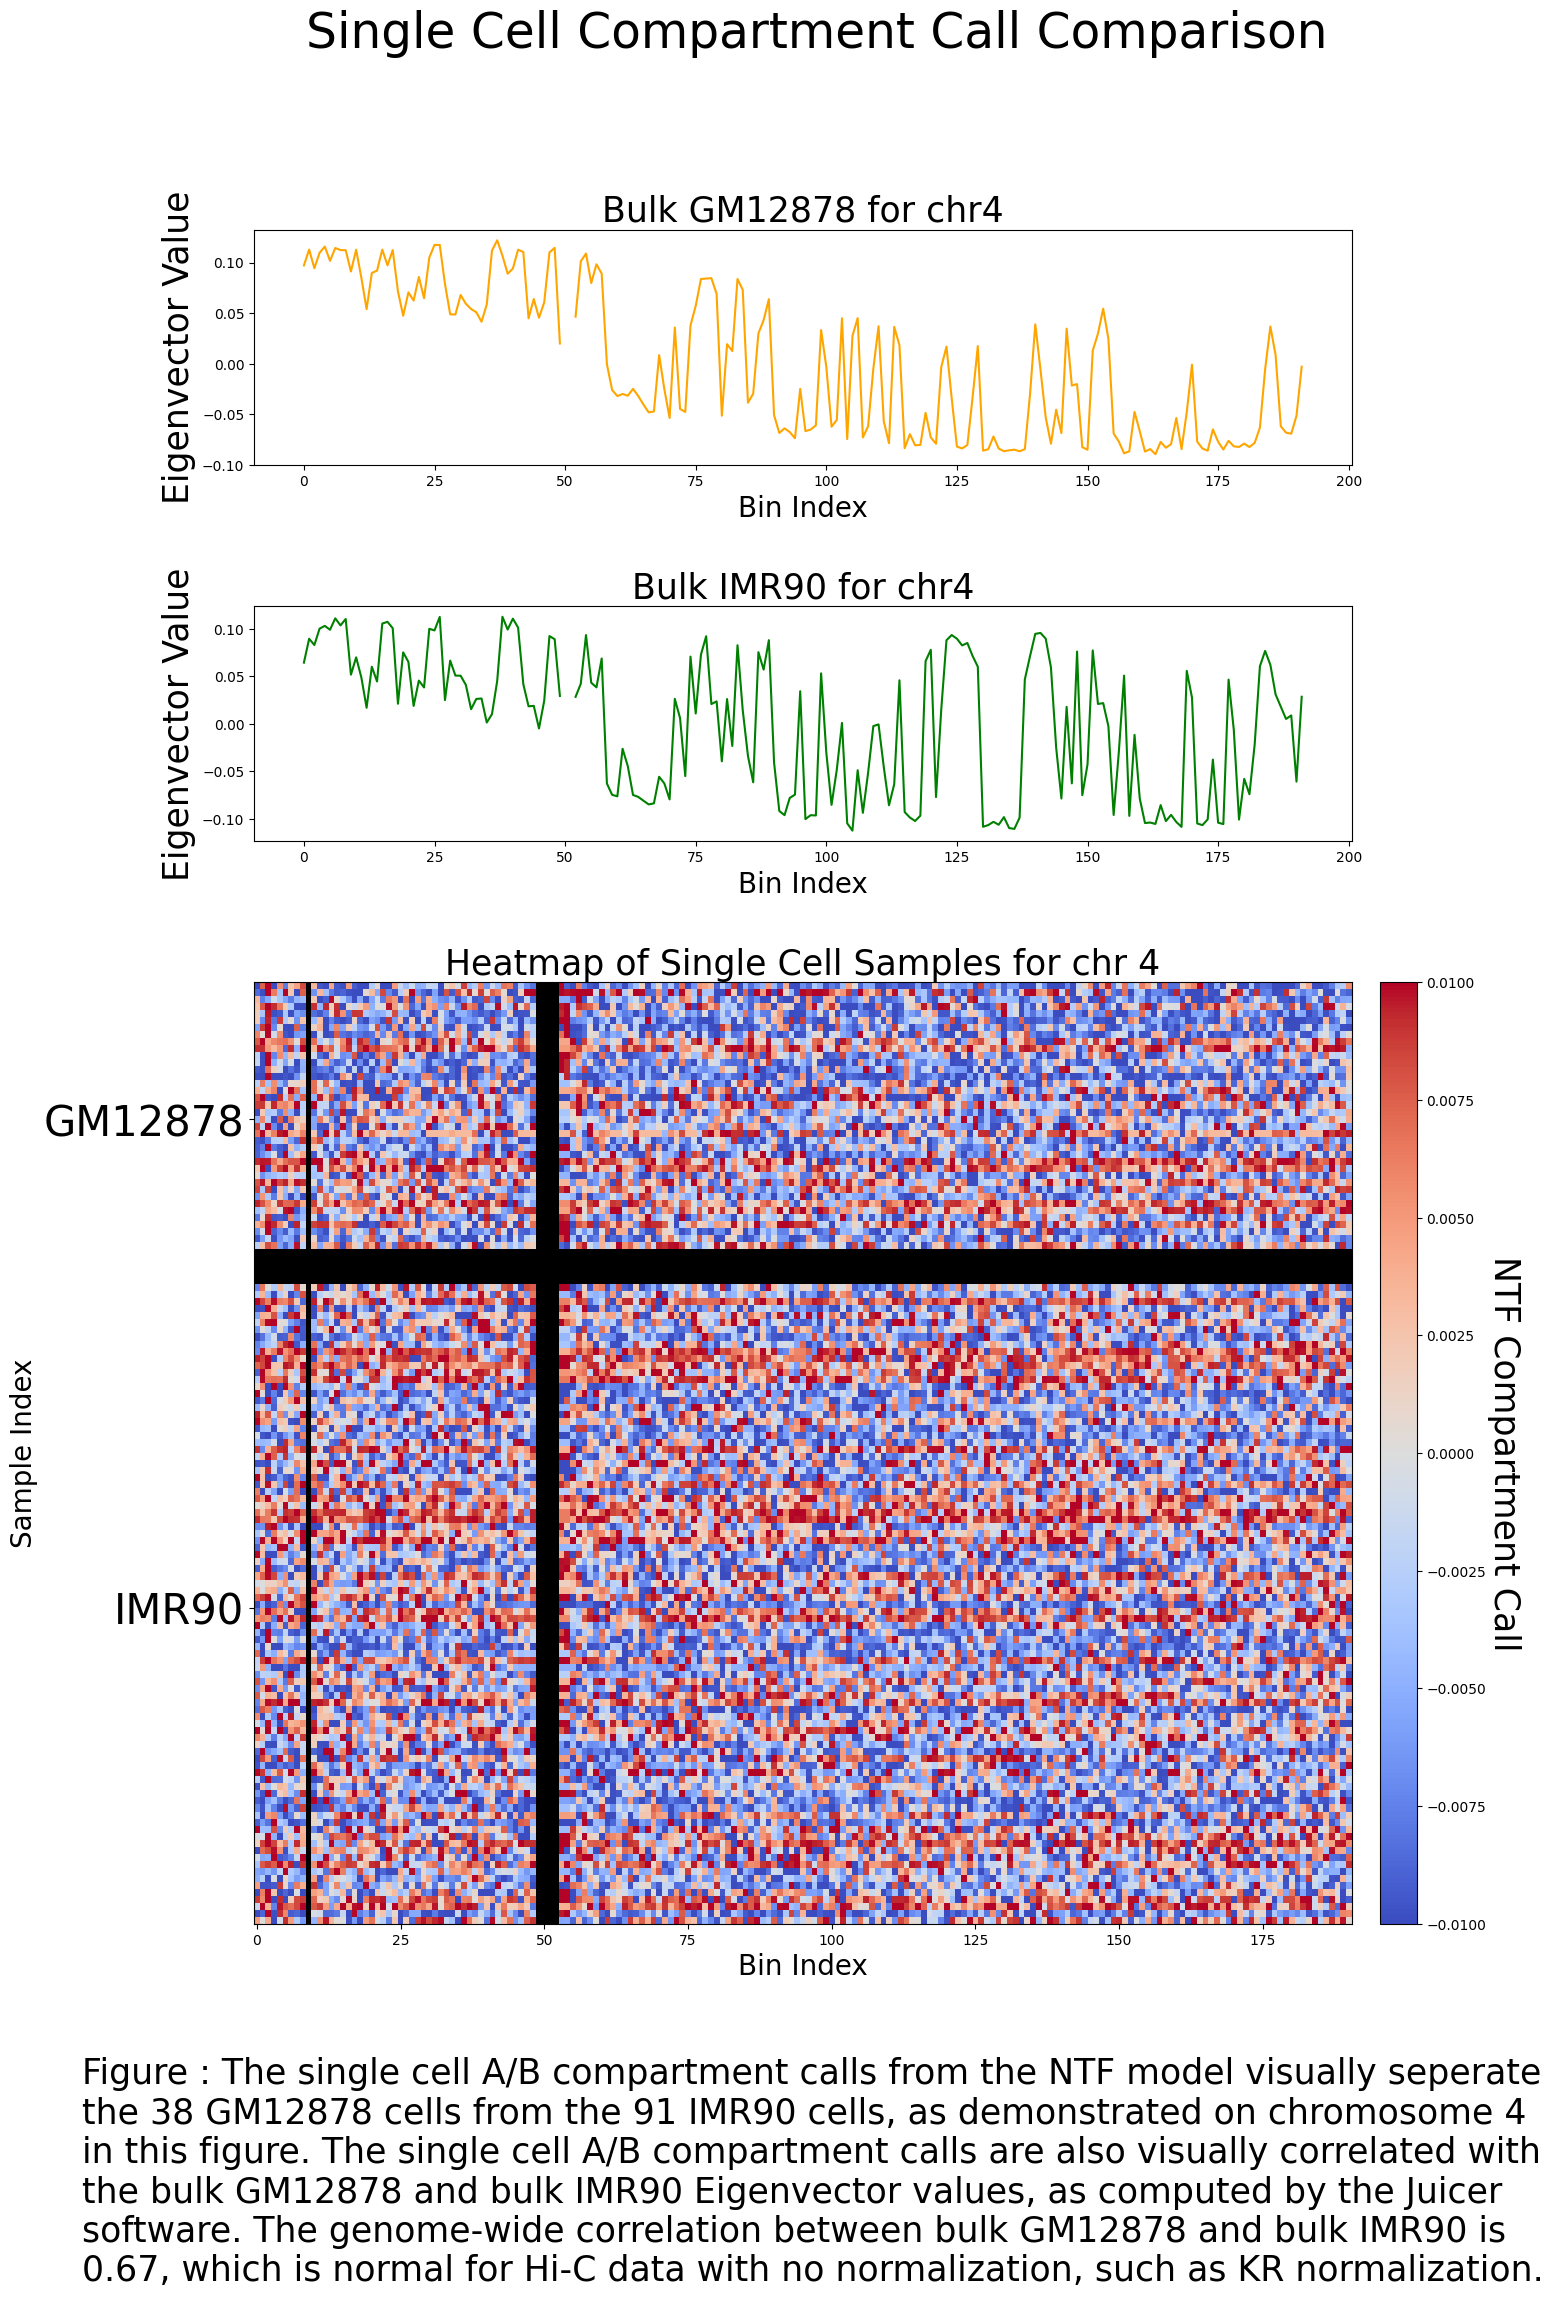 Single Cell Compartment Call Comparison
Bulk GM12878 for chr4
Eigenvector Value
0.10
0.05
0.00
−0.05
−0.10
0 25 50 75 100 125 150 175 200
Bin Index
Bulk IMR90 for chr4
Eigenvector Value
0.10
0.05
0.00
−0.05
−0.10
0 25 50 75 100 125 150 175 200
Bin Index
Heatmap of Single Cell Samples for chr 4
Sample Index
GM12878
IMR90
0 25 50 75 100 125 150 175
Bin Index
0.0100
0.0075
0.0050
0.0025
0.0000
−0.0025
−0.0050
−0.0075
−0.0100
NTF Compartment Call
Figure : The single cell A/B compartment calls from the NTF model visually seperate
the 38 GM12878 cells from the 91 IMR90 cells, as demonstrated on chromosome 4
in this figure. The single cell A/B compartment calls are also visually correlated with
the bulk GM12878 and bulk IMR90 Eigenvector values, as computed by the Juicer
software. The genome-wide correlation between bulk GM12878 and bulk IMR90 is
0.67, which is normal for Hi-C data with no normalization, such as KR normalization.